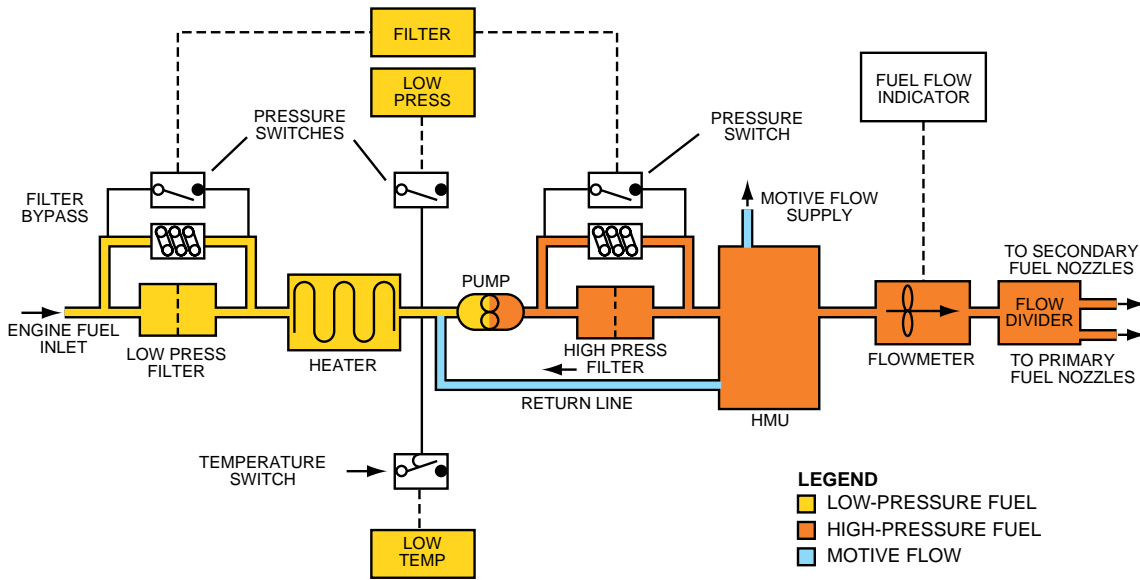 FILTER
LOW
PRESS
FUEL FLOW
INDICATOR
PRESSURE
SWITCHES
PRESSURE
SWITCH
FILTER
BYPASS
MOTIVE FLOW
SUPPLY
TO SECONDARY
FUEL NOZZLES
PUMP
ENGINE FUEL
INLET
LOW PRESS
FILTER
HEATER
HIGH PRESS
FILTER
FLOW
DIVIDER
FLOWMETER
TO PRIMARY
FUEL NOZZLES
RETURN LINE
HMU
TEMPERATURE
SWITCH
LOW
TEMP
LEGEND
LOW-PRESSURE FUEL
HIGH-PRESSURE FUEL
MOTIVE FLOW